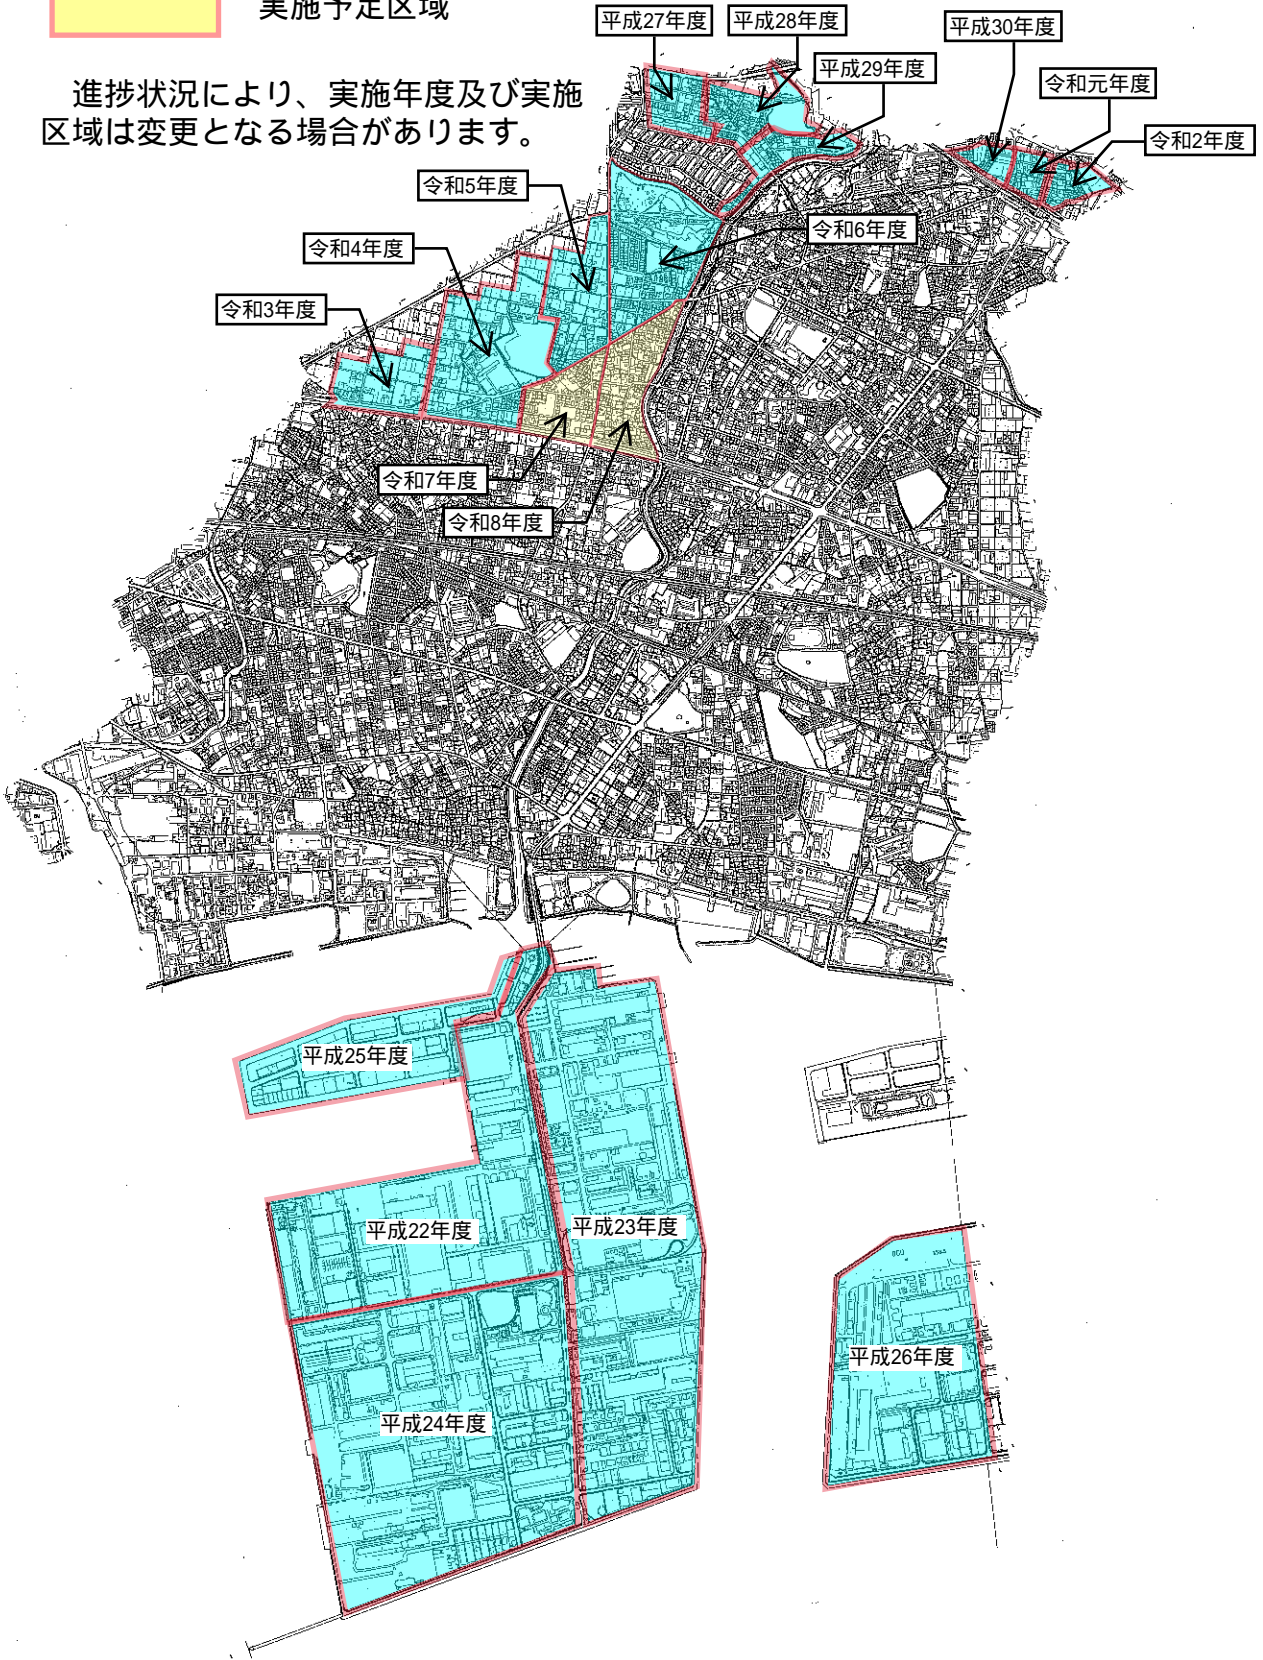 実施予定区域
進捗状況により、実施年度及び実施
区域は変更となる場合があります。
平成27年度
平成28年度
平成29年度
平成30年度
令和元年度
令和2年度
令和5年度
令和6年度
令和4年度
令和3年度
令和7年度
令和8年度
平成25年度
平成22年度
平成23年度
平成26年度
平成24年度